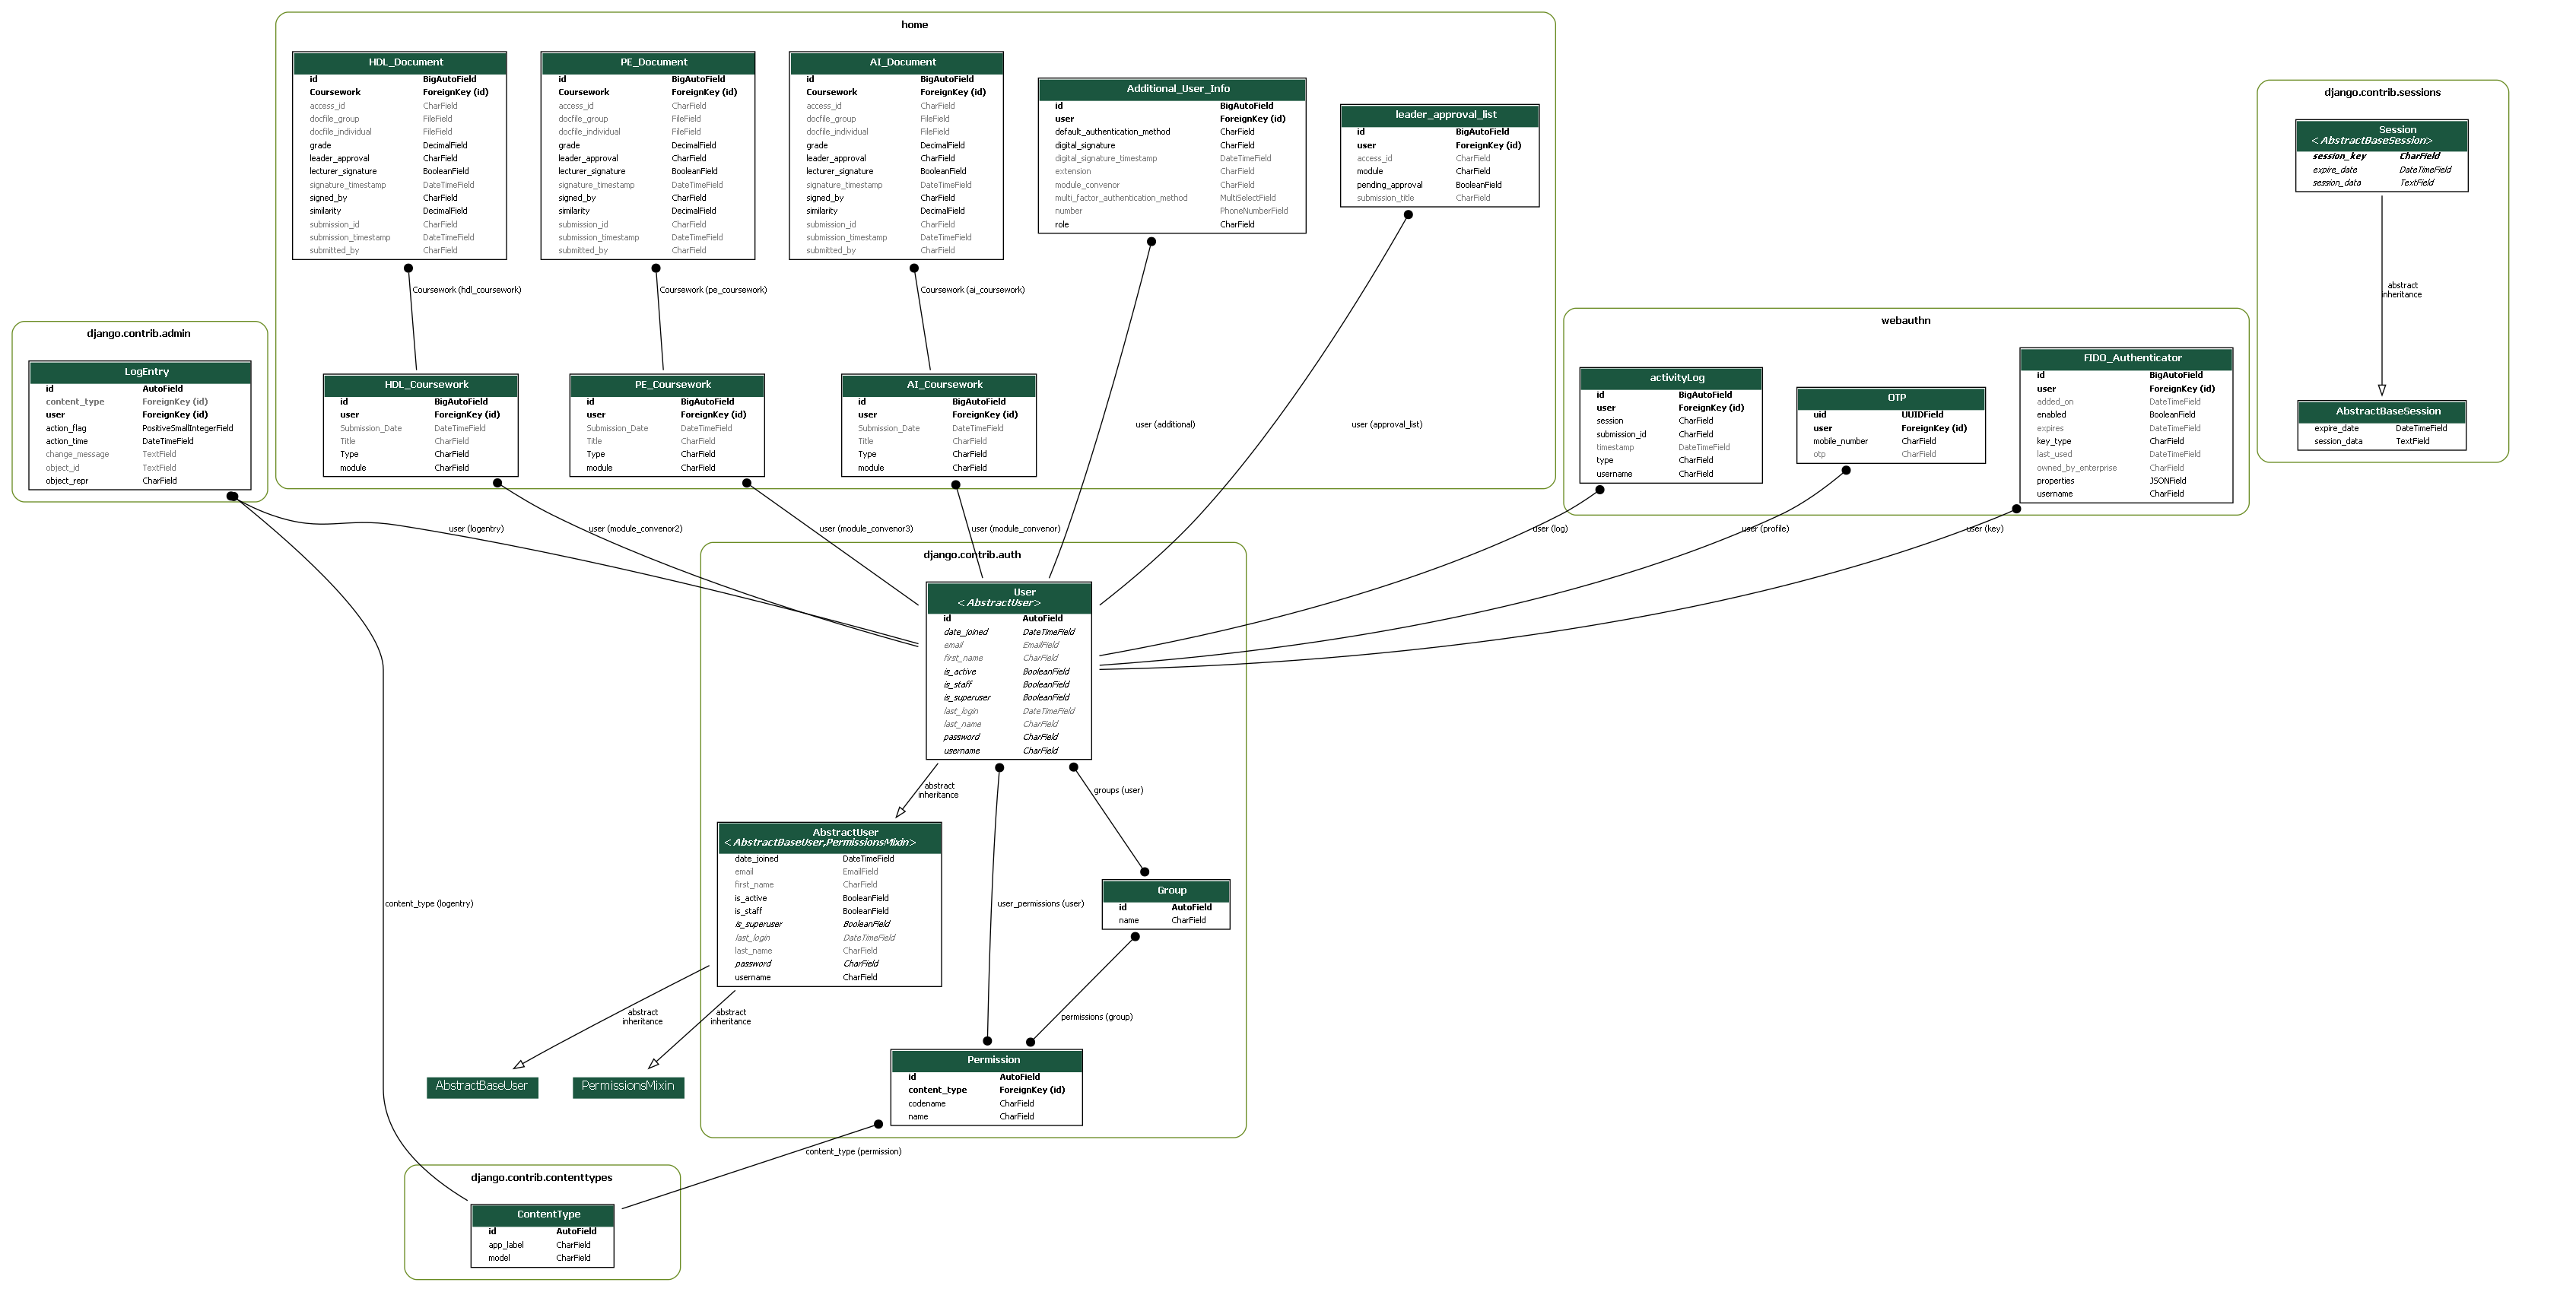 home
HDL_Document
id BigAutoField
Coursework ForeignKey (id)
access_id CharField
docfile_group FileField
docfile_individual FileField
grade DecimalField
leader_approval CharField
lecturer_signature BooleanField
signature_timestamp DateTimeField
signed_by CharField
similarity DecimalField
submission_id CharField
submission_timestamp DateTimeField
submitted_by CharField
PE_Document
id BigAutoField
Coursework ForeignKey (id)
access_id CharField
docfile_group FileField
docfile_individual FileField
grade DecimalField
leader_approval CharField
lecturer_signature BooleanField
signature_timestamp DateTimeField
signed_by CharField
similarity DecimalField
submission_id CharField
submission_timestamp DateTimeField
submitted_by CharField
AI_Document
id BigAutoField
Coursework ForeignKey (id)
access_id CharField
docfile_group FileField
docfile_individual FileField
grade DecimalField
leader_approval CharField
lecturer_signature BooleanField
signature_timestamp DateTimeField
signed_by CharField
similarity DecimalField
submission_id CharField
submission_timestamp DateTimeField
submitted_by CharField
Additional_User_Info
id BigAutoField
user ForeignKey (id)
default_authentication_method CharField
digital_signature CharField
digital_signature_timestamp DateTimeField
extension CharField
module_convenor CharField
multi_factor_authentication_method MultiSelectField
number PhoneNumberField
role CharField
leader_approval_list
id BigAutoField
user ForeignKey (id)
access_id CharField
module CharField
pending_approval BooleanField
submission_title CharField
django.contrib.sessions
Session
<AbstractBaseSession>
session_key CharField
expire_date DateTimeField
session_data TextField
abstract
inheritance
AbstractBaseSession
expire_date DateTimeField
session_data TextField
Coursework (hdl_coursework)
Coursework (pe_coursework)
Coursework (ai_coursework)
django.contrib.admin
LogEntry
id AutoField
content_type ForeignKey (id)
user ForeignKey (id)
action_flag PositiveSmallIntegerField
action_time DateTimeField
change_message TextField
object_id TextField
object_repr CharField
HDL_Coursework
id BigAutoField
user ForeignKey (id)
Submission_Date DateTimeField
Title CharField
Type CharField
module CharField
PE_Coursework
id BigAutoField
user ForeignKey (id)
Submission_Date DateTimeField
Title CharField
Type CharField
module CharField
AI_Coursework
id BigAutoField
user ForeignKey (id)
Submission_Date DateTimeField
Title CharField
Type CharField
module CharField
user (additional)
user (approval_list)
webauthn
activityLog
id BigAutoField
user ForeignKey (id)
session CharField
submission_id CharField
timestamp DateTimeField
type CharField
username CharField
OTP
uid UUIDField
user ForeignKey (id)
mobile_number CharField
otp CharField
FIDO_Authenticator
id BigAutoField
user ForeignKey (id)
added_on DateTimeField
enabled BooleanField
expires DateTimeField
key_type CharField
last_used DateTimeField
owned_by_enterprise CharField
properties JSONField
username CharField
user (logentry)
user (module_convenor2)
user (module_convenor3)
user (module_convenor)
user (log)
user (profile)
user (key)
django.contrib.auth
User
<AbstractUser>
id AutoField
date_joined DateTimeField
email EmailField
first_name CharField
is_active BooleanField
is_staff BooleanField
is_superuser BooleanField
last_login DateTimeField
last_name CharField
password CharField
username CharField
abstract
inheritance
groups (user)
AbstractUser
<AbstractBaseUser,PermissionsMixin>
date_joined DateTimeField
email EmailField
first_name CharField
is_active BooleanField
is_staff BooleanField
is_superuser BooleanField
last_login DateTimeField
last_name CharField
password CharField
username CharField
content_type (logentry)
user_permissions (user)
Group
id AutoField
name CharField
abstract
inheritance
abstract
inheritance
permissions (group)
AbstractBaseUser
PermissionsMixin
Permission
id AutoField
content_type ForeignKey (id)
codename CharField
name CharField
content_type (permission)
django.contrib.contenttypes
ContentType
id AutoField
app_label CharField
model CharField